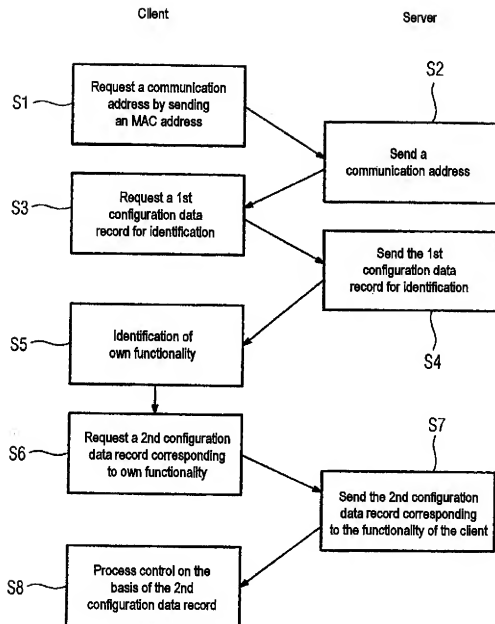 Client
Server
S1
Request a communication
address by sending
an MAC address
S2
Send a
communication address
S3
Request a 1st
configuration data
record for identification
Send the 1st
configuration data
record for identification
S4
S5
Identification of
own functionality
S6
Request a 2nd configuration
data record corresponding
to own functionality
S7
Send the 2nd configuration
data record corresponding
to the functionality of the client
S8
Process control on the
basis of the 2nd
configuration data record